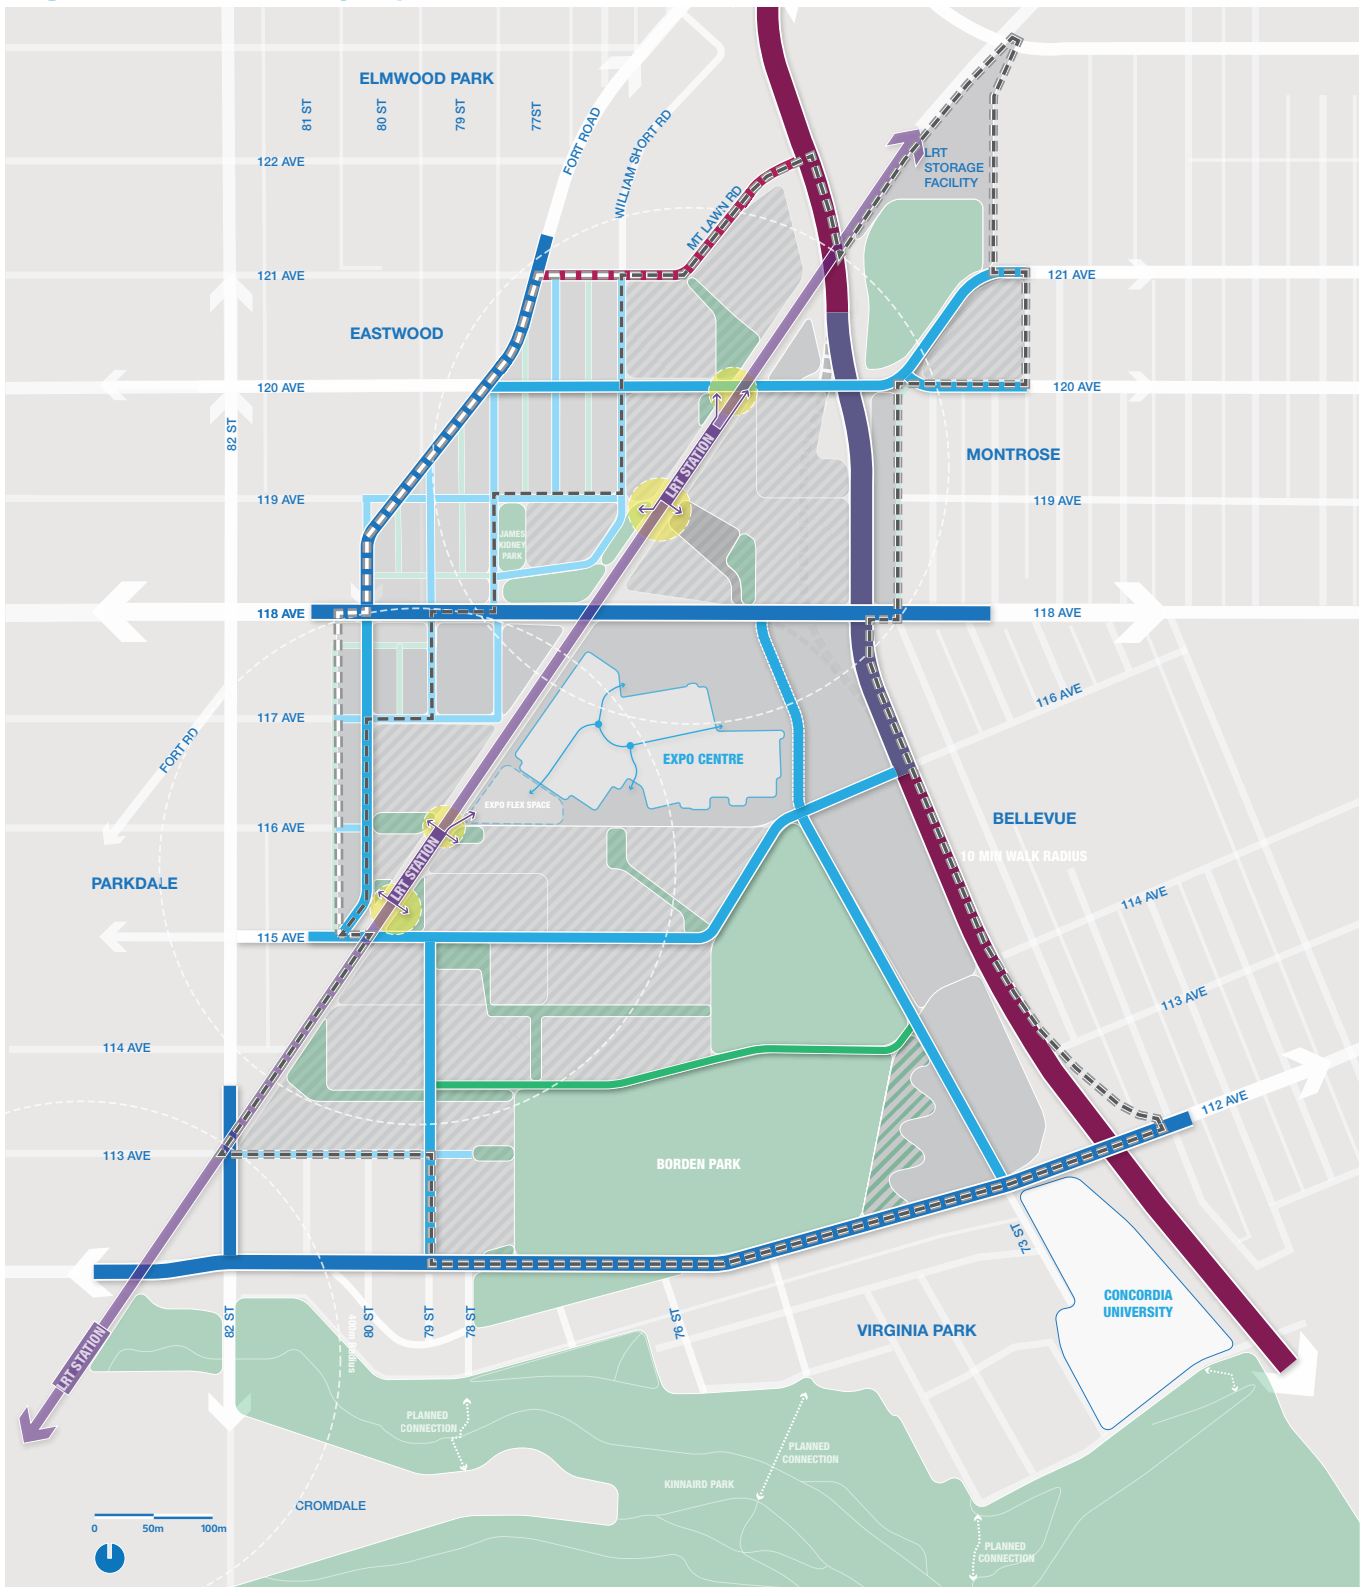 ELMWOOD PARK
81 ST
80 ST
79 ST
77ST
FORT ROAD
WILLIAM SHORT RD
122 AVE
LRT
STORAGE
FACILITY
MT LAWN RD
121 AVE
121 AVE
EASTWOOD
120 AVE
120 AVE
82 ST
MONTROSE
LRT STATION
119 AVE
119 AVE
JAMES
KIDNEY
PARK
118 AVE
118 AVE
116 AVE
117 AVE
FORT RD
EXPO CENTRE
EXPO FLEX SPACE
116 AVE
BELLEVUE
10 MIN WALK RADIUS
LRT STATION
PARKDALE
114 AVE
115 AVE
113 AVE
114 AVE
112 AVE
113 AVE
BORDEN PARK
73 ST
CONCORDIA
UNIVERSITY
82 ST
80 ST
79 ST
78 ST
76 ST
VIRGINIA PARK
LRT STATION
PLANNED
CONNECTION
PLANNED
CONNECTION
KINNAIRD PARK
CROMDALE
0
50m
100m
PLANNED
CONNECTION